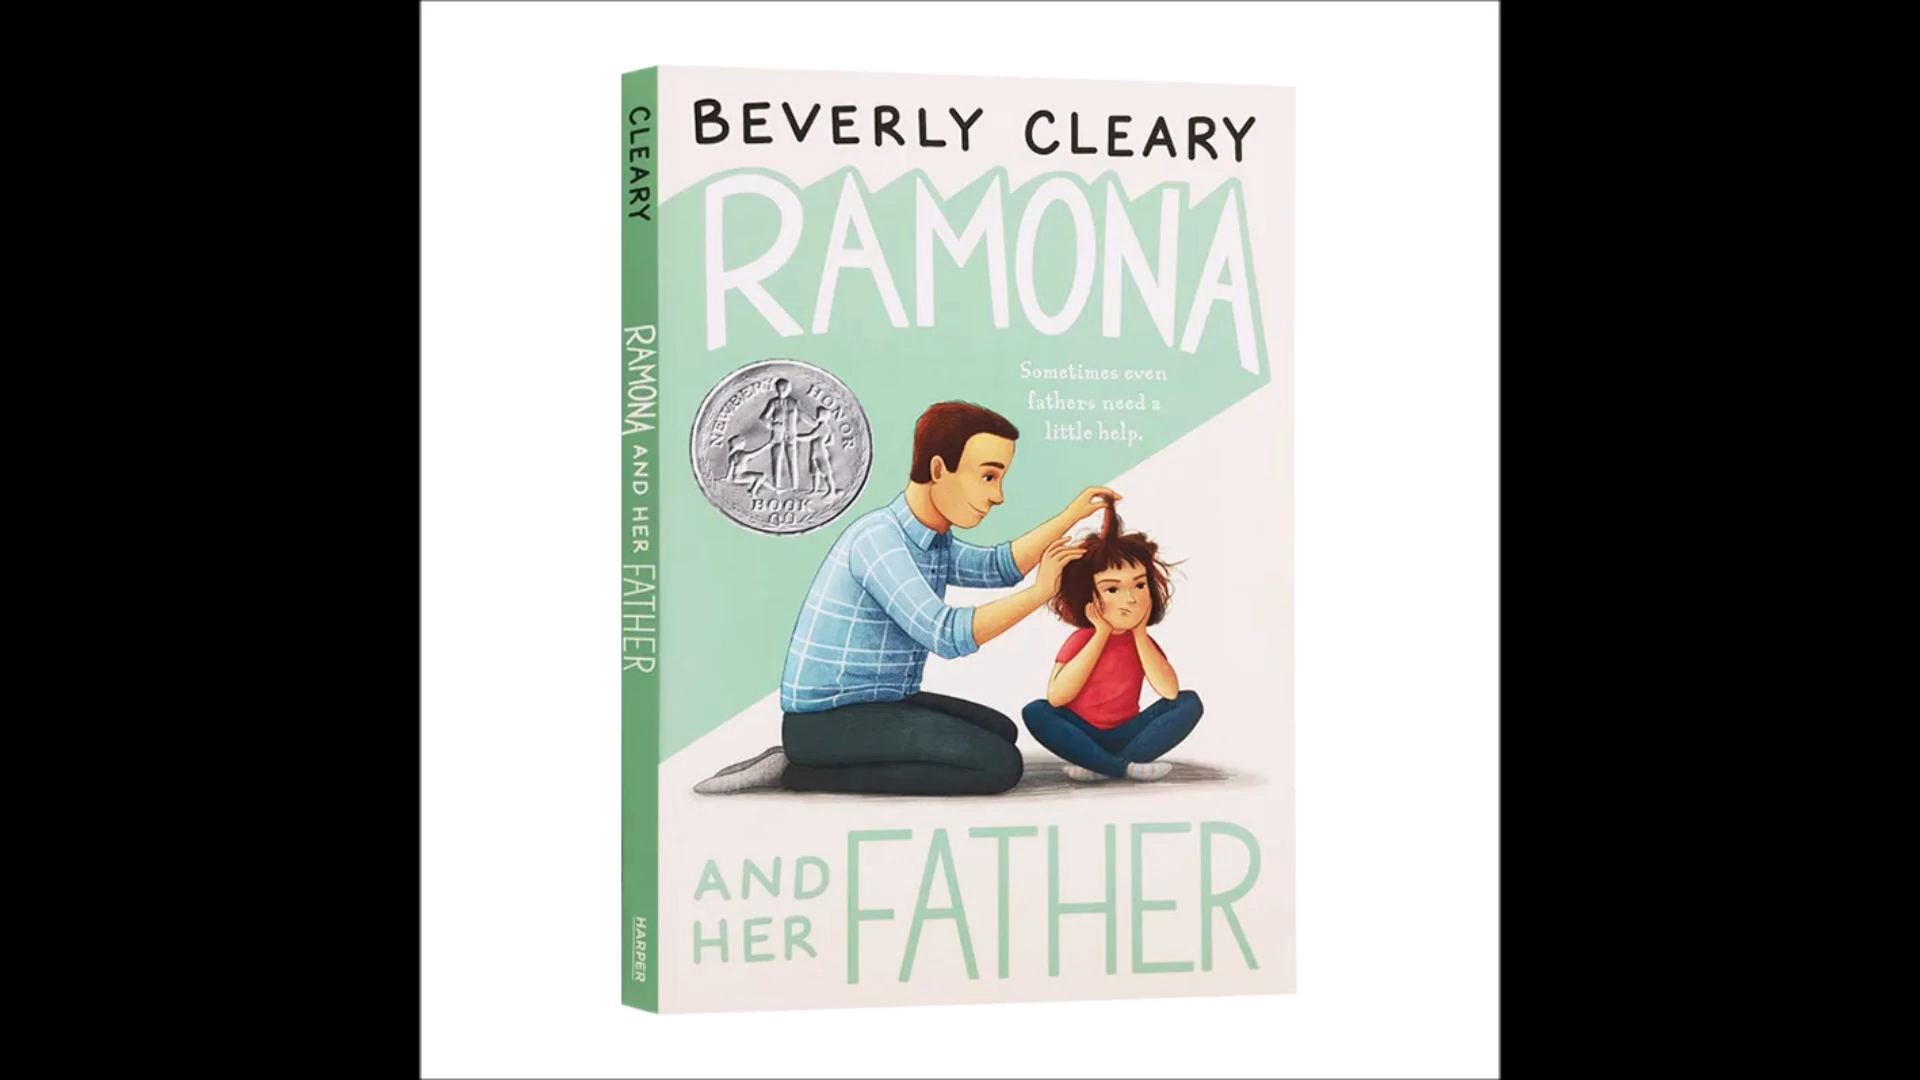 BEVERLY CLEARY
RAMONA
Sometimes even
fathers need a
little help.
NEWBERY HONOR
BOOK
AND
HER
FATHER
CLEARY
RAMONA AND HER FATHER
HARPER